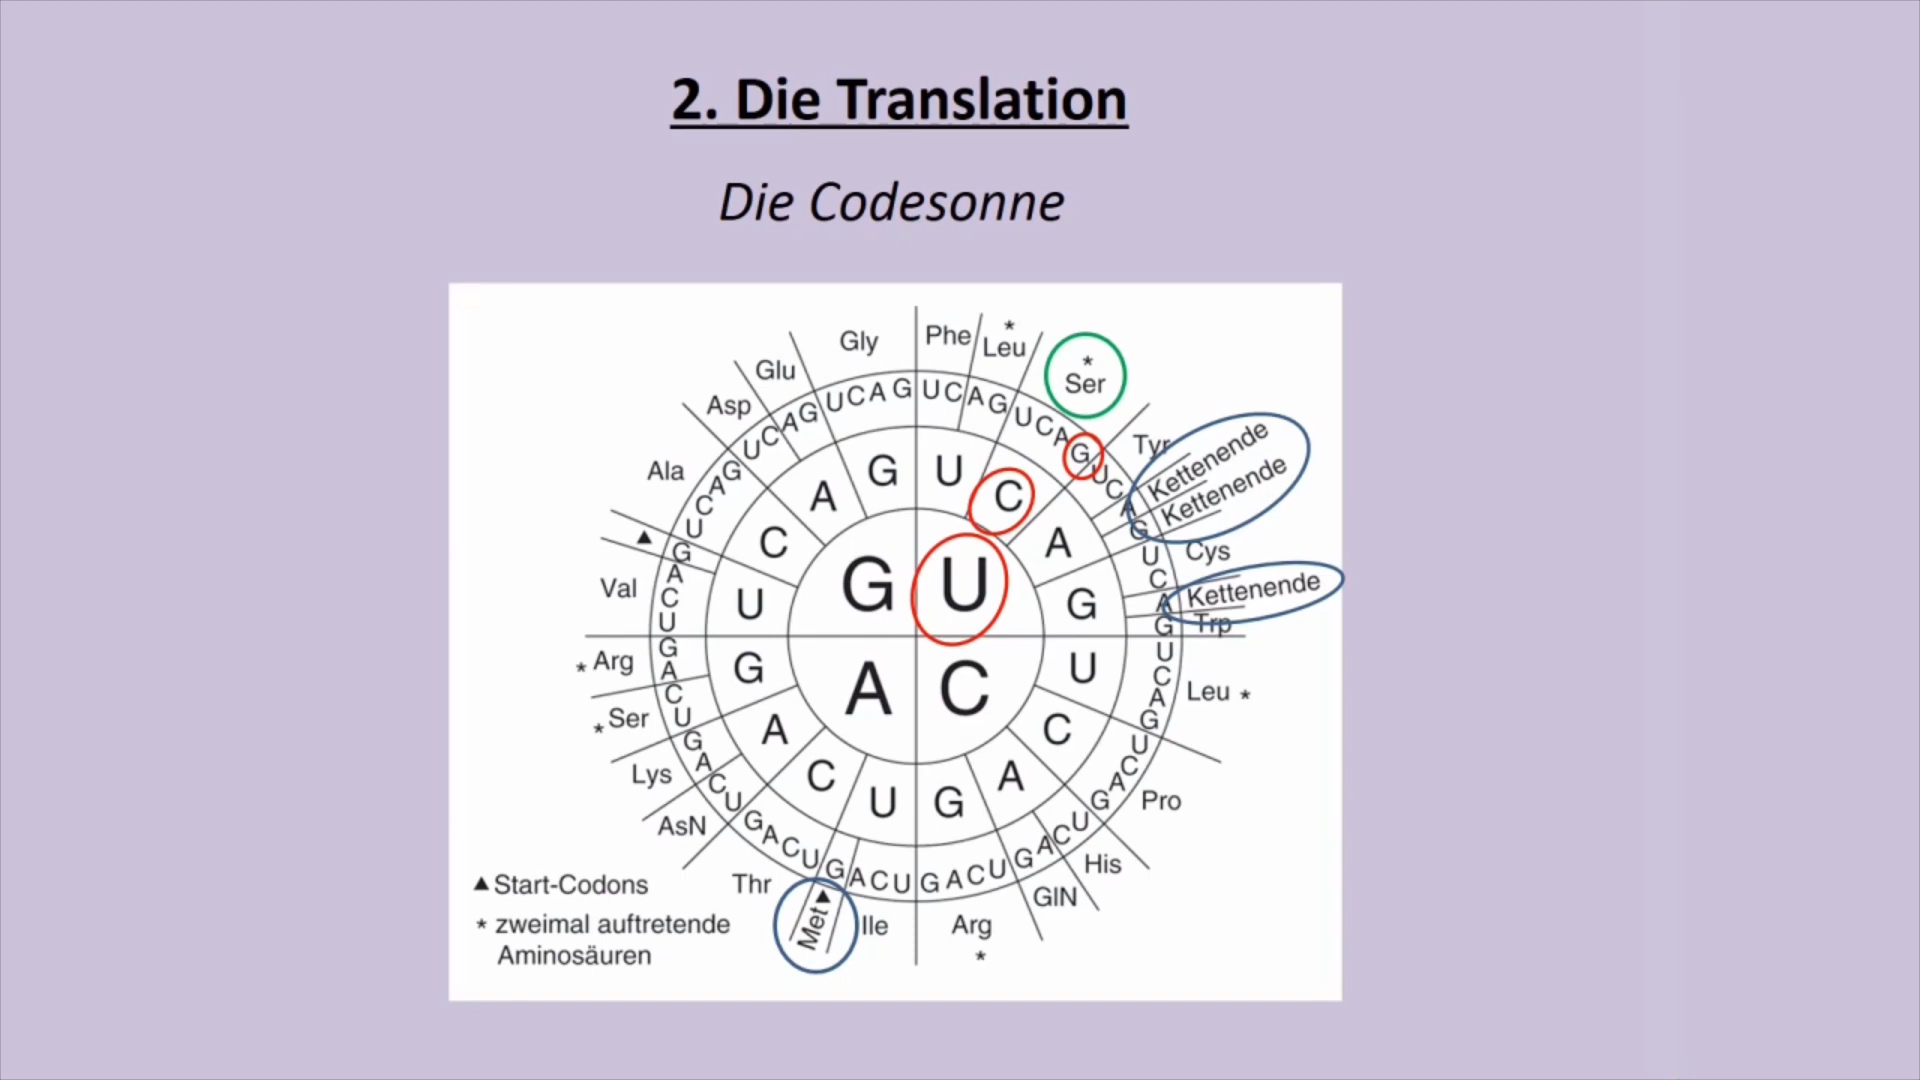 2. Die Translation
Die Codesonne
Gly
Phe
* Leu
* Ser
Tyr
Kettenende
Kettenende
Cys
Kettenende
Trp
Leu *
Pro
His
GlN
Arg *
Ile
Met ▲
Thr
AsN
Lys
* Ser
* Arg
Val
▲
Ala
Asp
Glu
G U
A C
U C A G
U C A G
U C A G
U C A G
U C A G U C A G U C A G U C A G
U C A G U C A G U C A G U C A G
U C A G U C A G U C A G U C A G
U C A G U C A G U C A G U C A G
▲ Start-Codons
* zweimal auftretende
Aminosäuren